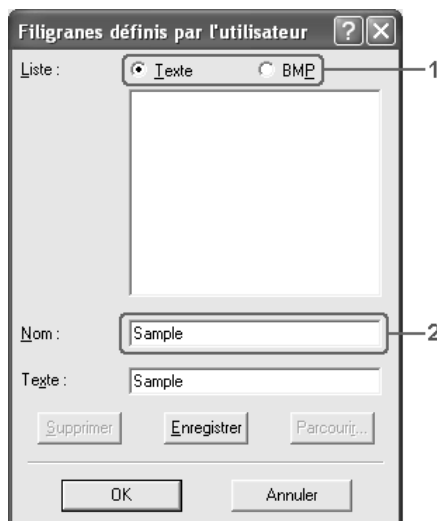 Filigranes définis par l'utilisateur ? X
Liste : Texte BMP 1
Nom : Sample 2
Texte : Sample
Supprimer Enregistrer Parcourir...
OK Annuler